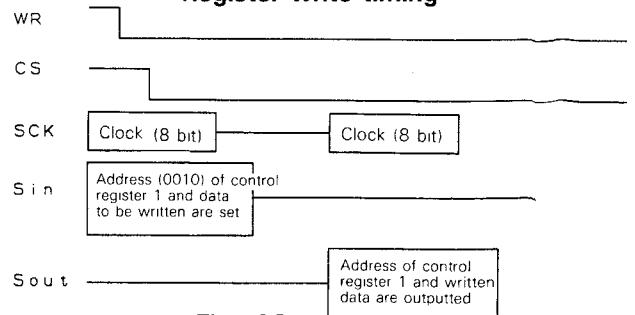 Register write timing
WR
CS
SCK
Clock (8 bit)
Clock (8 bit)
Sin
Address (0010) of control
register 1 and data
to be written are set
Sout
Address of control
register 1 and written
data are outputted